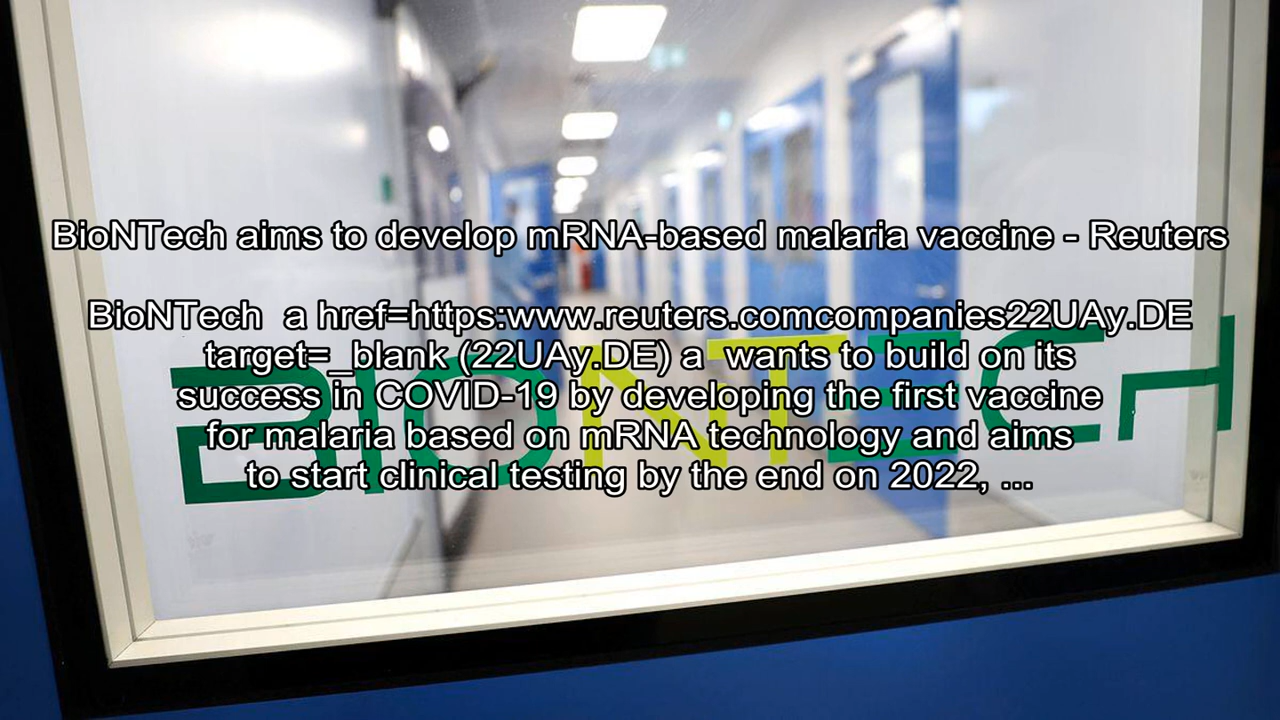 BioNTech aims to develop mRNA-based malaria vaccine - Reuters
BioNTech  a href=https:www.reuters.comcompanies22UAy.DE
target=_blank (22UAy.DE) a  wants to build on its
success in COVID-19 by developing the first vaccine
for malaria based on mRNA technology and aims
to start clinical testing by the end on 2022, ...
BIONTECH